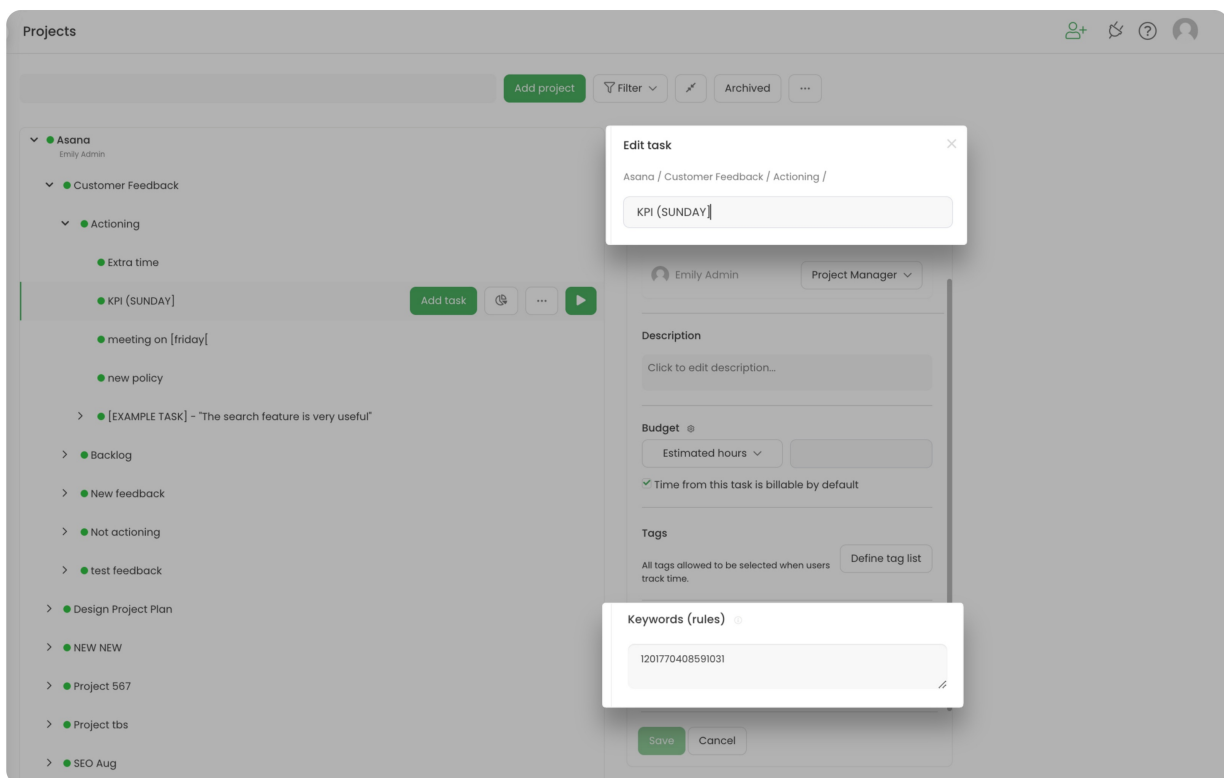 Projects
Add project
Filter
Archived
...
Asana
Emily Admin
Customer Feedback
Actioning
Extra time
KPI (SUNDAY]
Add task
...
meeting on [friday[
new policy
[EXAMPLE TASK] - "The search feature is very useful"
Backlog
New feedback
Not actioning
test feedback
Design Project Plan
NEW NEW
Project 567
Project tbs
SEO Aug
Edit task
Asana / Customer Feedback / Actioning /
KPI (SUNDAY]
Emily Admin
Project Manager
Description
Click to edit description...
Budget
Estimated hours
Time from this task is billable by default
Tags
All tags allowed to be selected when users
track time.
Define tag list
Keywords (rules)
1201770408591031
Save
Cancel